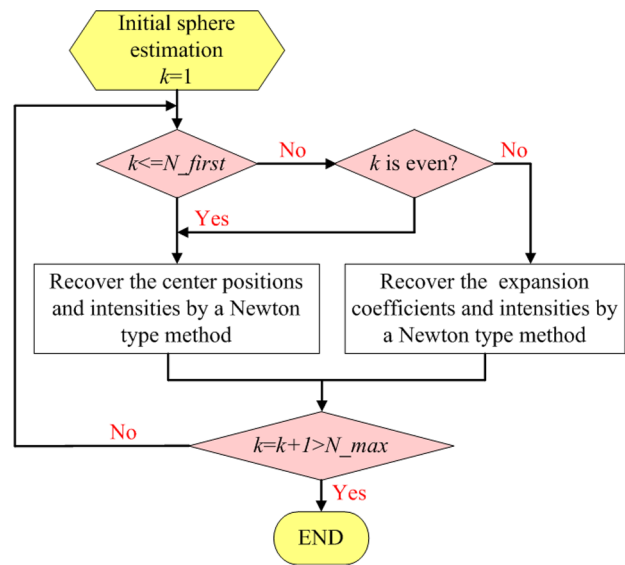 Initial sphere
estimation
k=1
k<=N_first
No
k is even?
No
Yes
Recover the center positions
and intensities by a Newton
type method
Recover the expansion
coefficients and intensities by
a Newton type method
No
k=k+1>N_max
Yes
END